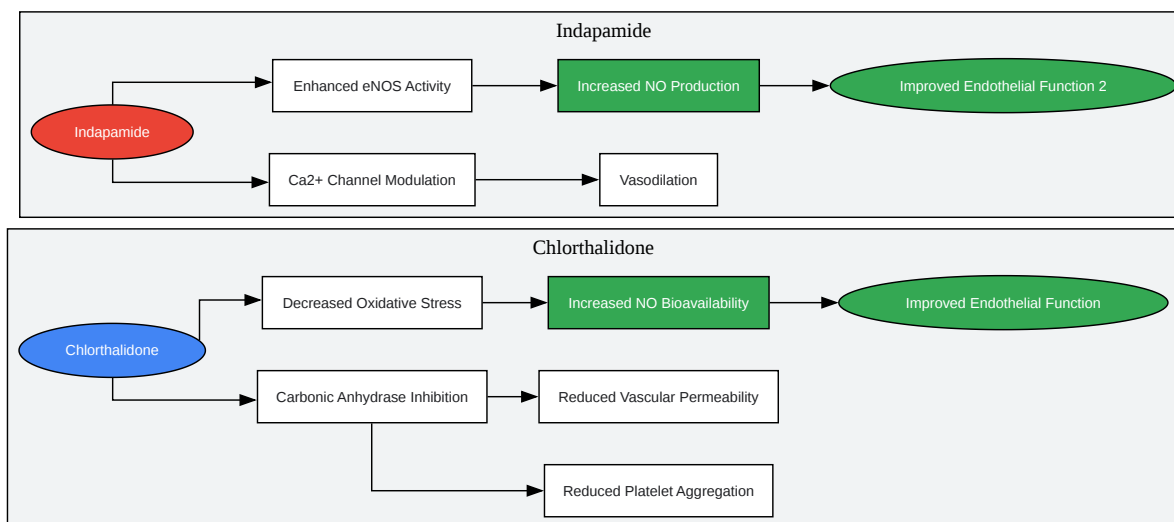 Indapamide
Enhanced eNOS Activity
Increased NO Production
Improved Endothelial Function 2
Indapamide
Ca2+ Channel Modulation
Vasodilation
Chlorthalidone
Decreased Oxidative Stress
Increased NO Bioavailability
Improved Endothelial Function
Chlorthalidone
Carbonic Anhydrase Inhibition
Reduced Vascular Permeability
Reduced Platelet Aggregation